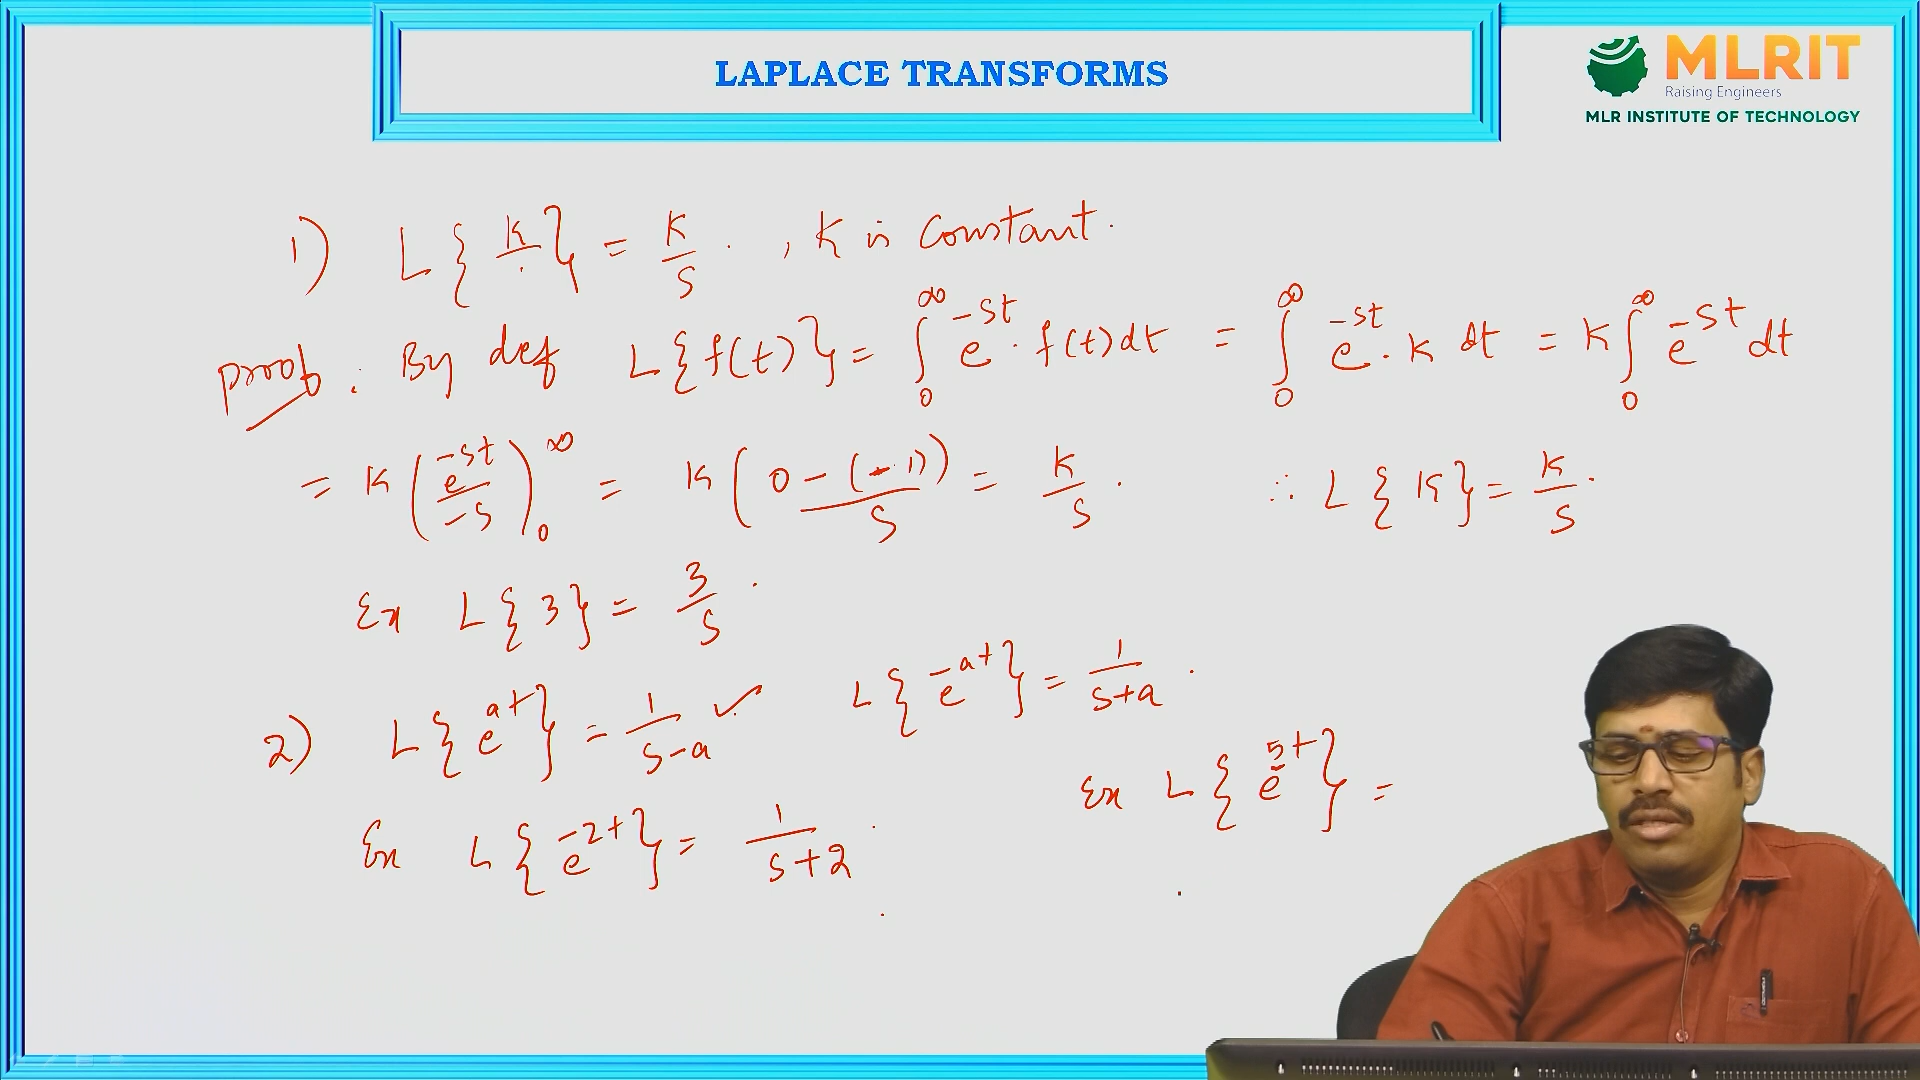 LAPLACE TRANSFORMS
MLRIT
Raising Engineers
MLR INSTITUTE OF TECHNOLOGY
1) L{K} = K/s . , K is Constant.
Proof: By def L{f(t)} = ∫₀^∞ e^{-st} . f(t) dt = ∫₀^∞ e^{-st} . K dt = K ∫₀^∞ e^{-st} dt
= K (e^{-st}/-s)₀^∞ = K (0 - (-1)/s) = K/s . ∴ L{K} = K/s .
Ex L{3} = 3/s .
2) L{e^{at}} = 1/(s-a) ✓ L{e^{-at}} = 1/(s+a) .
Ex L{e^{-2t}} = 1/(s+2) . Ex L{e^{5t}} =